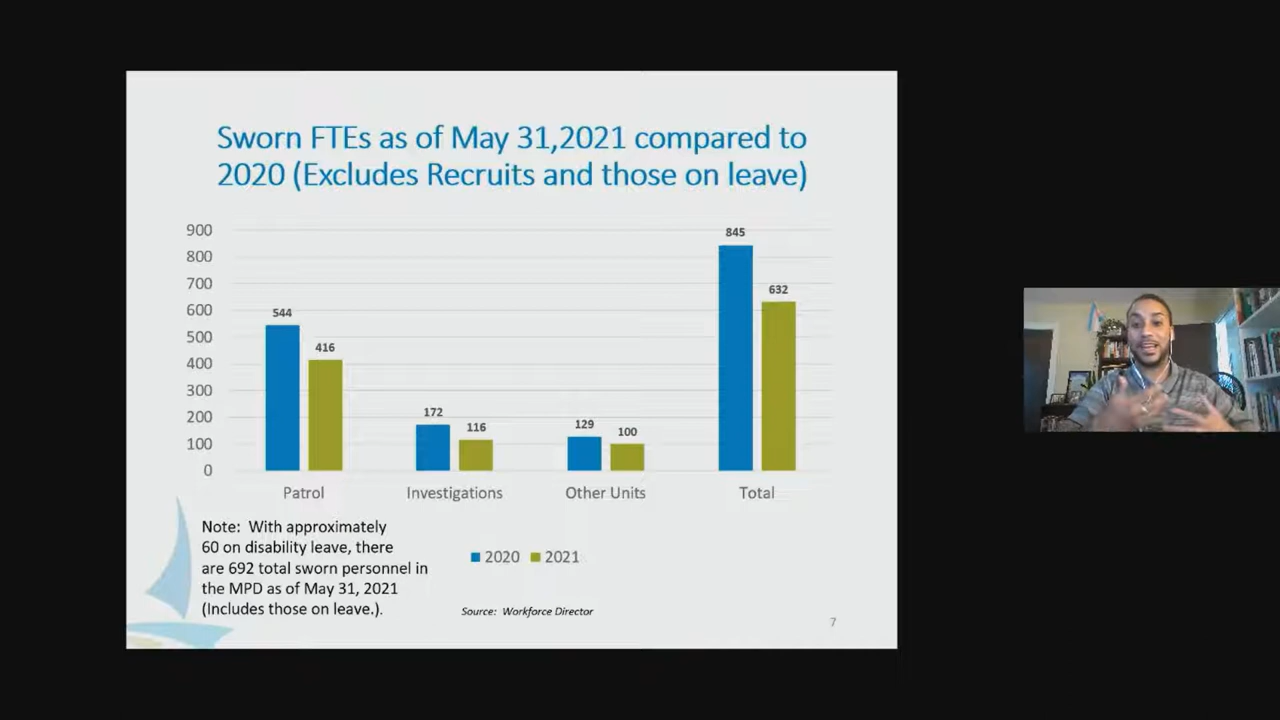 Sworn FTEs as of May 31,2021 compared to
2020 (Excludes Recruits and those on leave)
900
800
700
600
500
400
300
200
100
0
544
416
172
116
129
100
845
632
Patrol
Investigations
Other Units
Total
Note: With approximately
60 on disability leave, there
are 692 total sworn personnel in
the MPD as of May 31, 2021
(Includes those on leave.).
2020
2021
Source: Workforce Director
7